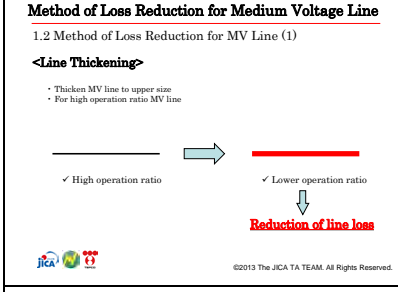 Method of Loss Reduction for Medium Voltage Line
1.2 Method of Loss Reduction for MV Line (1)
<Line Thickening>
・Thicken MV line to upper size
・For high operation ratio MV line
✓ High operation ratio
✓ Lower operation ratio
Reduction of line loss
jica
TEPCO
©2013 The JICA TA TEAM. All Rights Reserved.